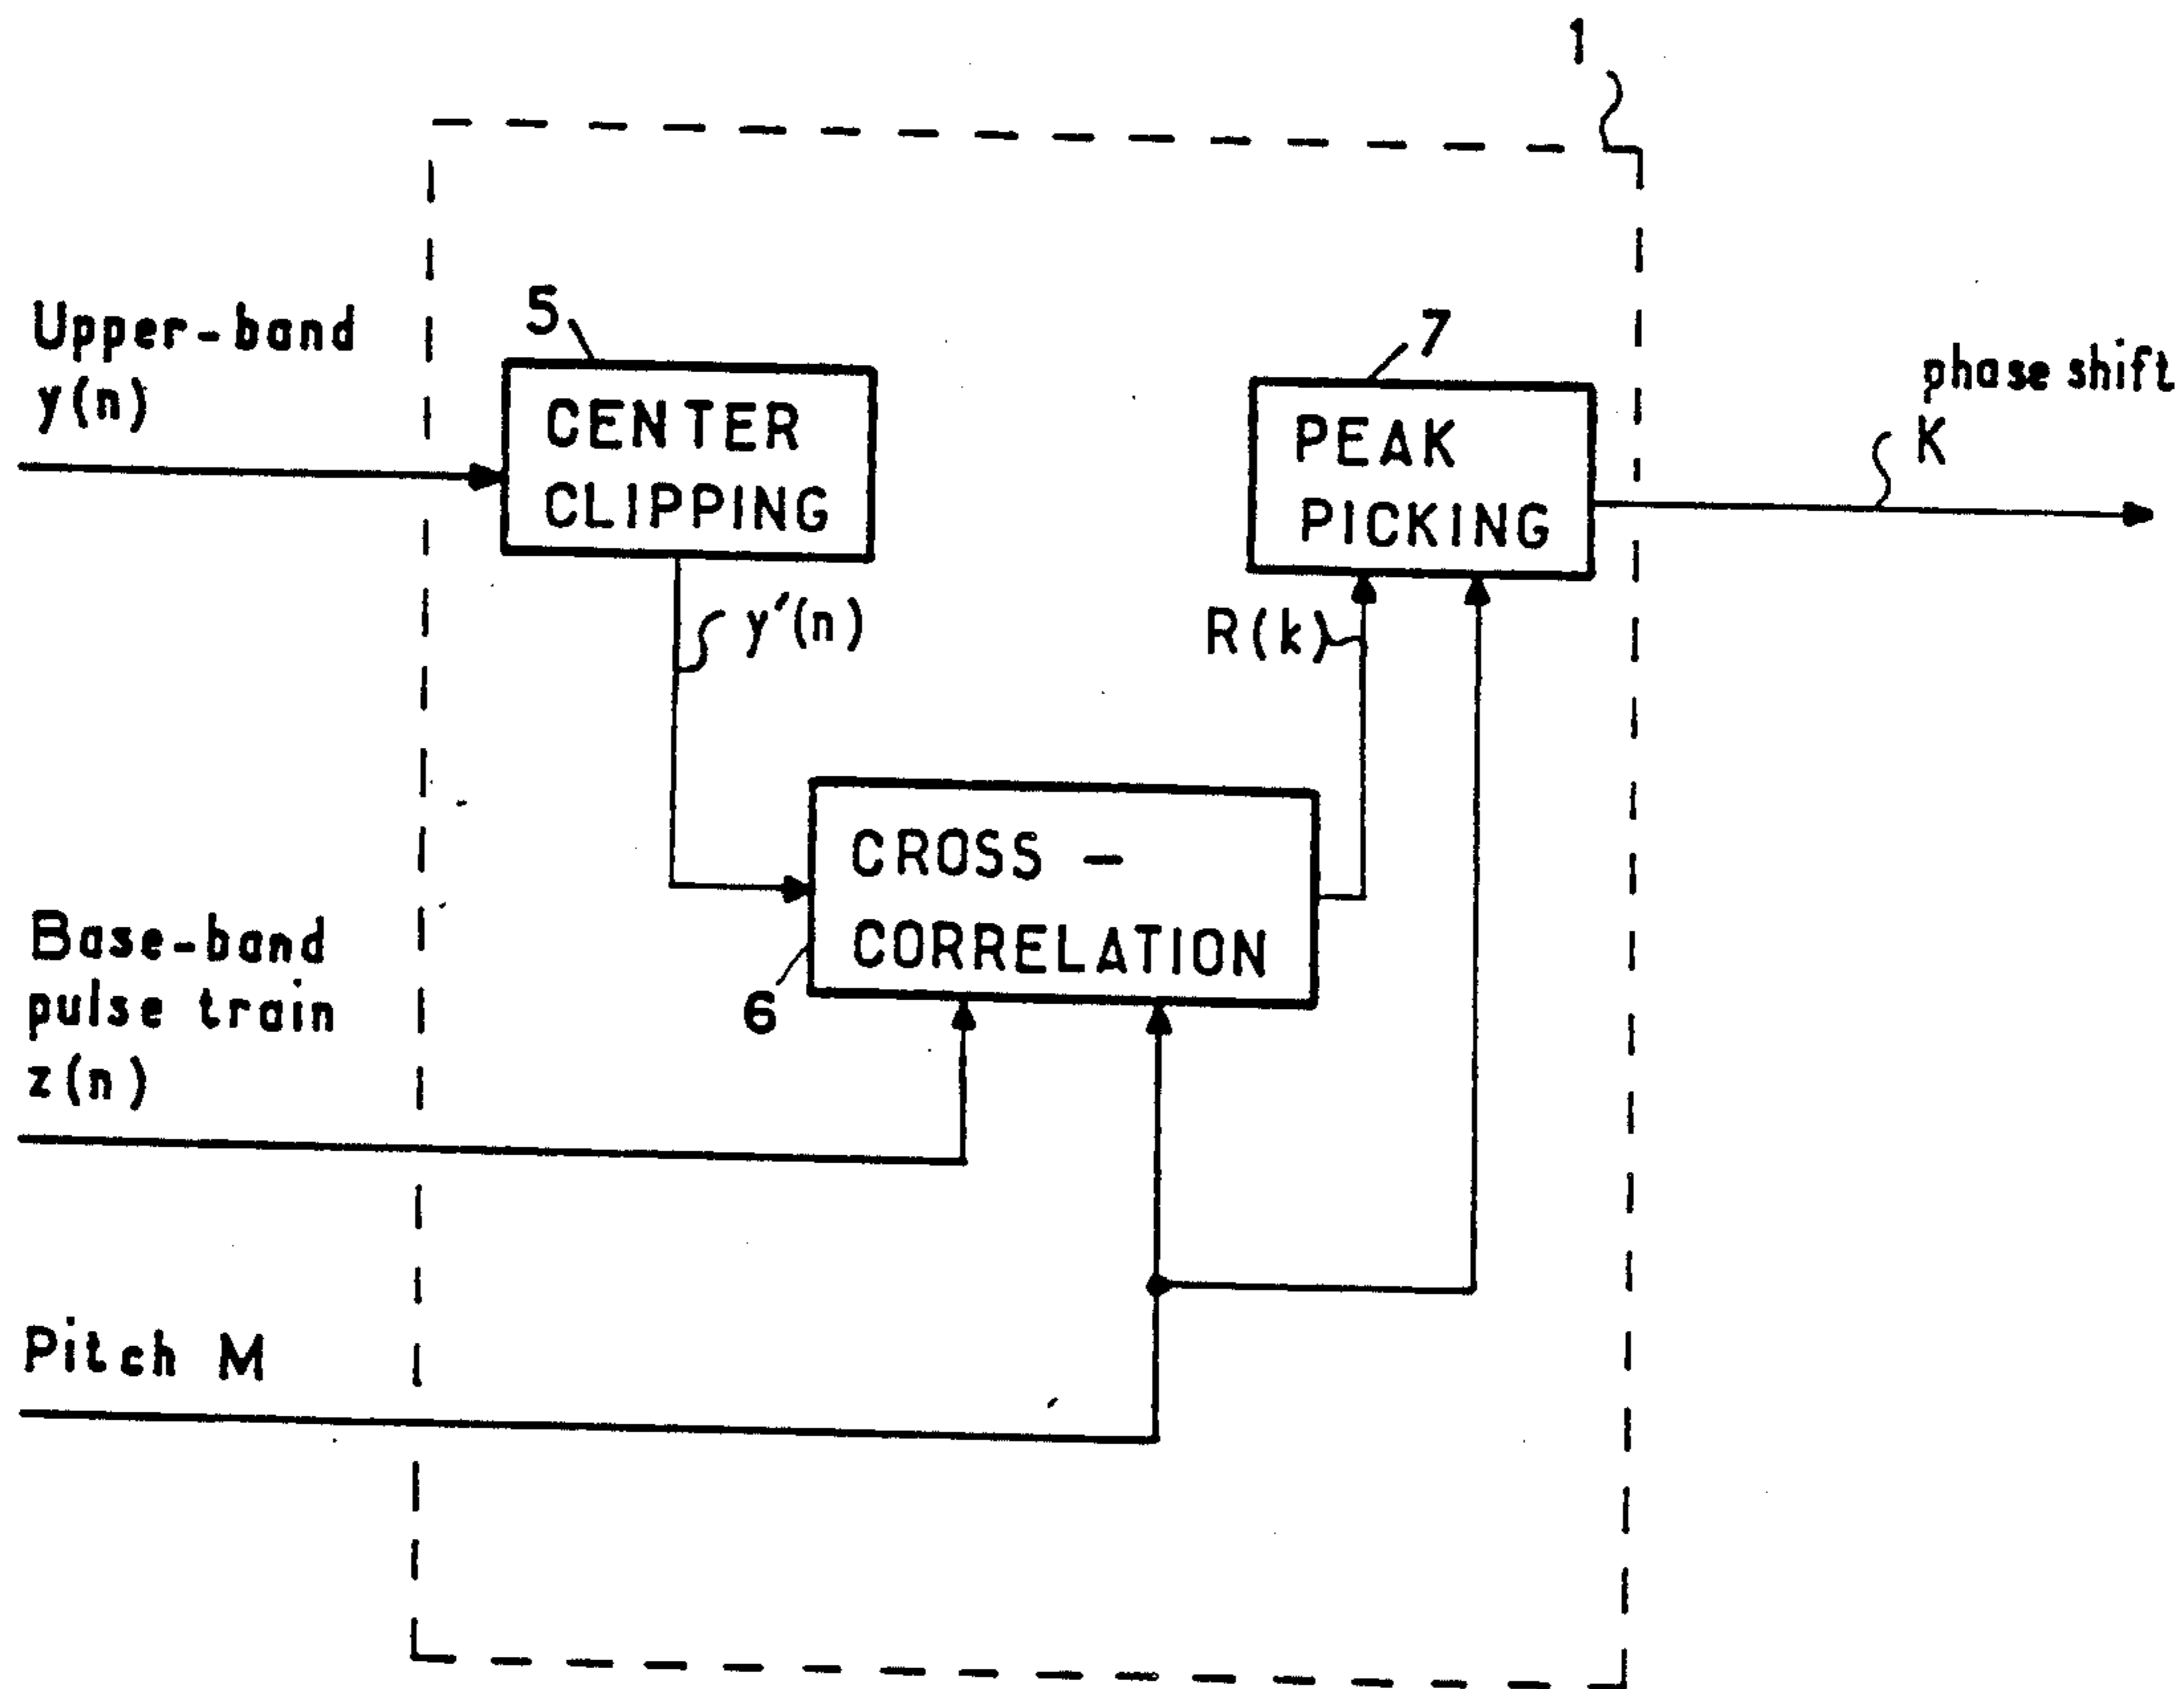 1
Upper-band
y(n)
5
CENTER
CLIPPING
7
PEAK
PICKING
phase shift
K
y'(n)
R(k)
CROSS -
CORRELATION
6
Base-band
pulse train
z(n)
Pitch M